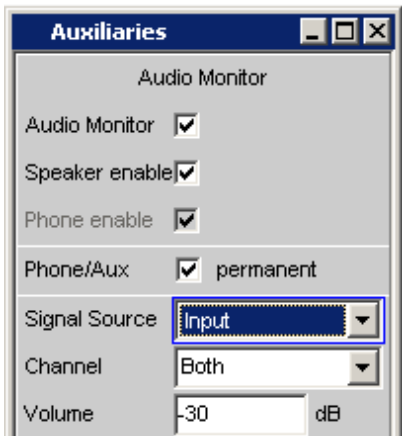 Auxiliaries
Audio Monitor
Audio Monitor
Speaker enable
Phone enable
Phone/Aux permanent
Signal Source Input
Channel Both
Volume -30 dB